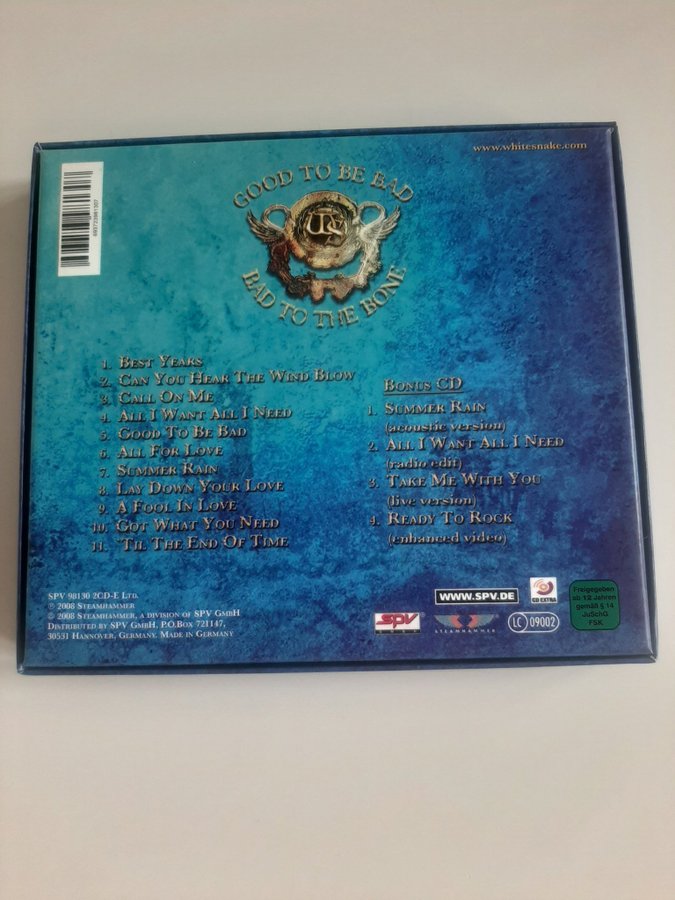 www.whitesnake.com
GOOD TO BE BAD
WS
BAD TO THE BONE
1. BEST YEARS
2. CAN YOU HEAR THE WIND BLOW
3. CALL ON ME
4. ALL I WANT ALL I NEED
5. GOOD TO BE BAD
6. ALL FOR LOVE
7. SUMMER RAIN
8. LAY DOWN YOUR LOVE
9. A FOOL IN LOVE
10. GOT WHAT YOU NEED
11. 'TIL THE END OF TIME
BONUS CD
1. SUMMER RAIN
(acoustic version)
2. ALL I WANT ALL I NEED
(radio edit)
3. TAKE ME WITH YOU
(live version)
4. READY TO ROCK
(enhanced video)
SPV 98130 2CD-E LTD.
℗ 2008 STEAMHAMMER
© 2008 STEAMHAMMER, A DIVISION OF SPV GMBH
DISTRIBUTED BY SPV GMBH, P.O.BOX 721147,
30531 HANNOVER, GERMANY. MADE IN GERMANY
WWW.SPV.DE
CD EXTRA
SPV
STEAMHAMMER
LC 09002
Freigegeben
ab 12 Jahren
gemäß § 14
JuSchG
FSK